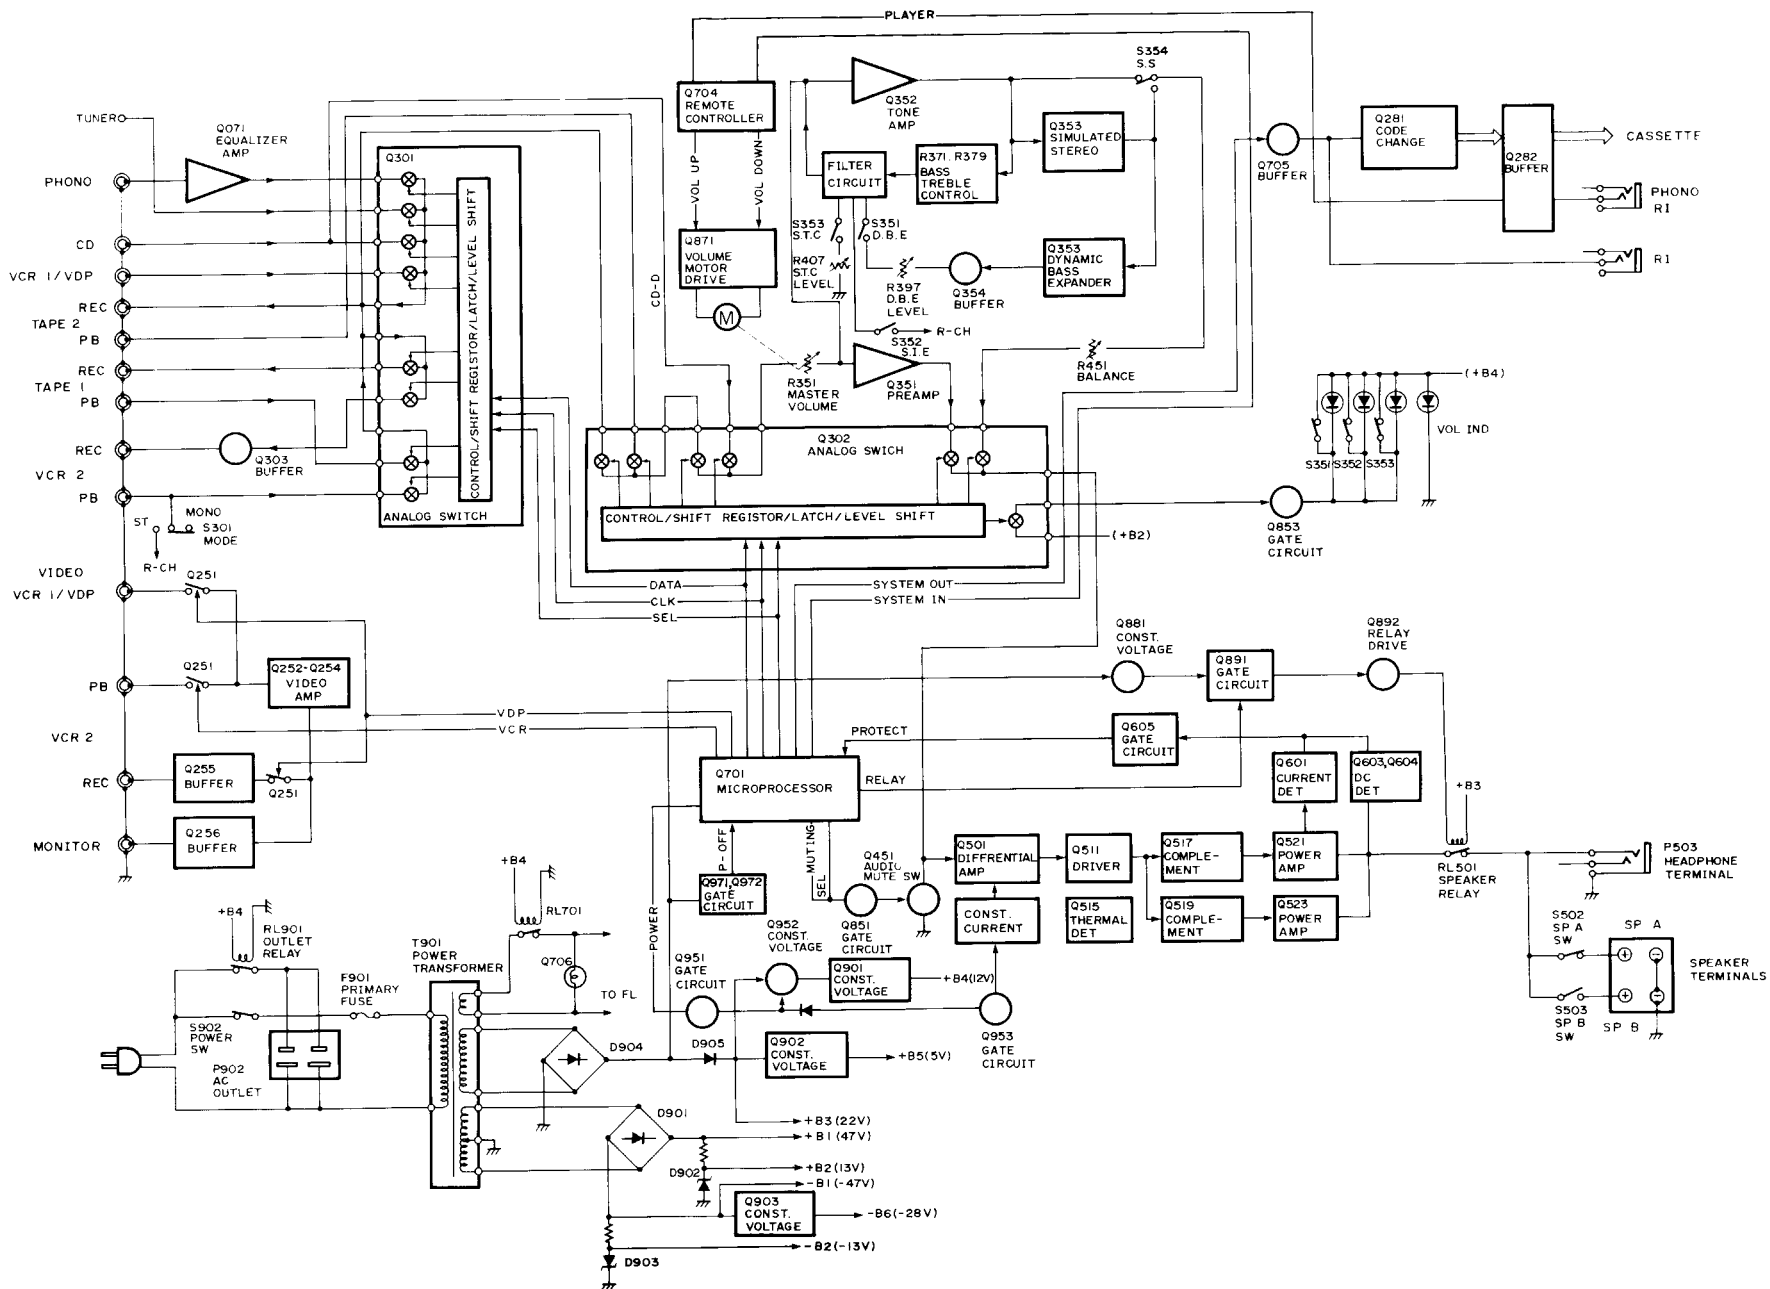 PLAYER
S354
S.S
Q704
REMOTE
CONTROLLER
Q352
TONE
AMP
TUNER
Q071
EQUALIZER
AMP
Q301
VOL UP
VOL DOWN
FILTER
CIRCUIT
R371, R379
BASS
TREBLE
CONTROL
Q353
SIMULATED
STEREO
Q705
BUFFER
Q281
CODE
CHANGE
Q282
BUFFER
CASSETTE
PHONO
PHONO
RI
CD
VCR 1/VDP
REC
TAPE 2
PB
REC
TAPE 1
PB
REC
VCR 2
PB
Q303
BUFFER
CONTROL/SHIFT REGISTOR/LATCH/LEVEL SHIFT
ANALOG SWITCH
CD-D
Q871
VOLUME
MOTOR
DRIVE
M
S353
S.T.C
R407
S.T.C
LEVEL
S351
D.B.E
R397
D.B.E
LEVEL
Q354
BUFFER
Q353
DYNAMIC
BASS
EXPANDER
RI
R-CH
S352
S.I.E
R351
MASTER
VOLUME
Q351
PREAMP
R451
BALANCE
(+B4)
VOL IND
S351
S352
S353
Q302
ANALOG SWICH
CONTROL/SHIFT REGISTOR/LATCH/LEVEL SHIFT
(+B2)
Q853
GATE
CIRCUIT
MONO
ST
S301
MODE
R-CH
VIDEO
VCR 1/VDP
Q251
DATA
CLK
SEL
SYSTEM OUT
SYSTEM IN
Q881
CONST.
VOLTAGE
Q891
GATE
CIRCUIT
Q892
RELAY
DRIVE
PB
Q251
Q252-Q254
VIDEO
AMP
VDP
VCR
VCR 2
PROTECT
Q605
GATE
CIRCUIT
REC
Q255
BUFFER
Q251
Q701
MICROPROCESSOR
RELAY
Q601
CURRENT
DET
Q603, Q604
DC
DET
+B3
MONITOR
Q256
BUFFER
P-OFF
MUTING
SEL
Q451
AUDIO
MUTE SW
Q501
DIFFRENTIAL
AMP
Q511
DRIVER
Q517
COMPLE-
MENT
Q521
POWER
AMP
RL501
SPEAKER
RELAY
P503
HEADPHONE
TERMINAL
+B4
RL701
Q971, Q972
GATE
CIRCUIT
Q851
GATE
CIRCUIT
CONST.
CURRENT
Q515
THERMAL
DET
Q519
COMPLE-
MENT
Q523
POWER
AMP
+B4
RL901
OUTLET
RELAY
T901
POWER
TRANSFORMER
F901
PRIMARY
FUSE
Q706
TO FL
POWER
Q951
GATE
CIRCUIT
Q952
CONST.
VOLTAGE
Q901
CONST.
VOLTAGE
+B4(12V)
S502
SP A
SW
SP A
SPEAKER
TERMINALS
S503
SP B
SW
SP B
S902
POWER
SW
P902
AC
OUTLET
D904
D905
Q902
CONST.
VOLTAGE
+B5(5V)
Q953
GATE
CIRCUIT
D901
+B3(22V)
+B1(47V)
D902
+B2(13V)
-B1(-47V)
Q903
CONST.
VOLTAGE
-B6(-28V)
-B2(-13V)
D903